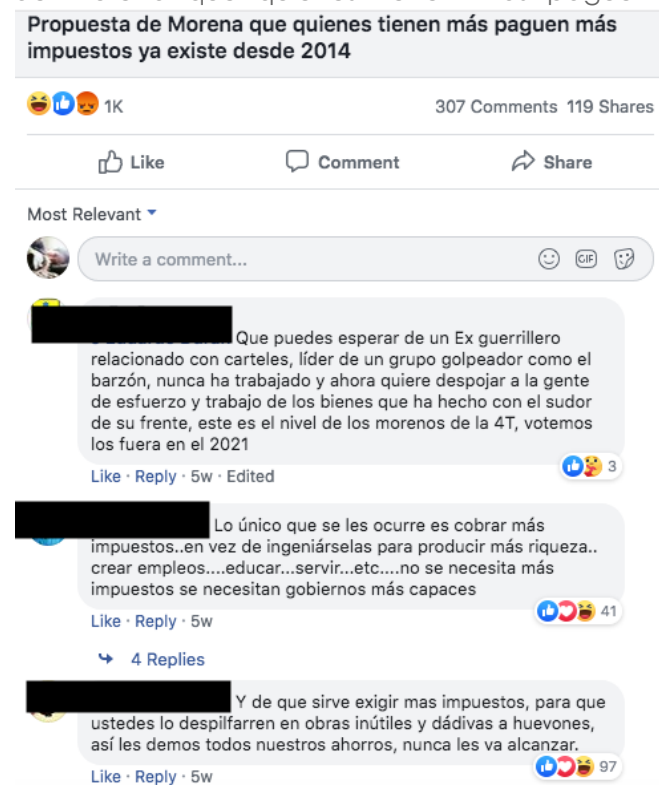 Propuesta de Morena que quienes tienen más paguen más
impuestos ya existe desde 2014
1K
307 Comments 119 Shares
Like
Comment
Share
Most Relevant
Write a comment...
GIF
Que puedes esperar de un Ex guerrillero
relacionado con carteles, líder de un grupo golpeador como el
barzón, nunca ha trabajado y ahora quiere despojar a la gente
de esfuerzo y trabajo de los bienes que ha hecho con el sudor
de su frente, este es el nivel de los morenos de la 4T, votemos
los fuera en el 2021
3
Like · Reply · 5w · Edited
Lo único que se les ocurre es cobrar más
impuestos..en vez de ingeniárselas para producir más riqueza..
crear empleos....educar...servir...etc....no se necesita más
impuestos se necesitan gobiernos más capaces
41
Like · Reply · 5w
4 Replies
Y de que sirve exigir mas impuestos, para que
ustedes lo despilfarren en obras inútiles y dádivas a huevones,
así les demos todos nuestros ahorros, nunca les va alcanzar.
97
Like · Reply · 5w